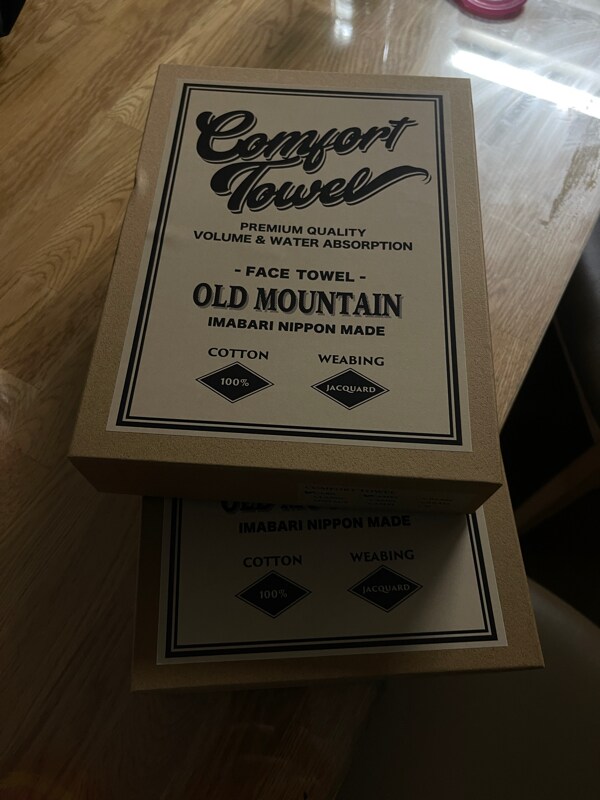 Comfort
Towel
PREMIUM QUALITY
VOLUME & WATER ABSORPTION
- FACE TOWEL -
OLD MOUNTAIN
IMABARI NIPPON MADE
COTTON WEABING
100% JACQUARD
IMABARI NIPPON MADE
COTTON WEABING
100% JACQUARD